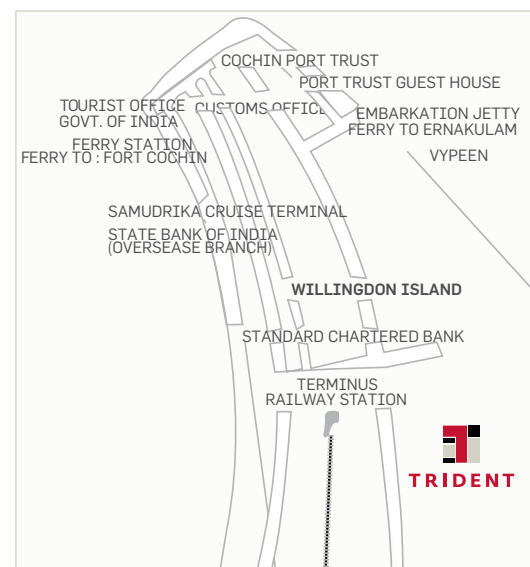 COCHIN PORT TRUST
PORT TRUST GUEST HOUSE
TOURIST OFFICE
GOVT. OF INDIA
CUSTOMS OFFICE
EMBARKATION JETTY
FERRY TO ERNAKULAM
FERRY STATION
FERRY TO : FORT COCHIN
VYPEEN
SAMUDRIKA CRUISE TERMINAL
STATE BANK OF INDIA
(OVERSEASE BRANCH)
WILLINGDON ISLAND
STANDARD CHARTERED BANK
TERMINUS
RAILWAY STATION
TRIDENT